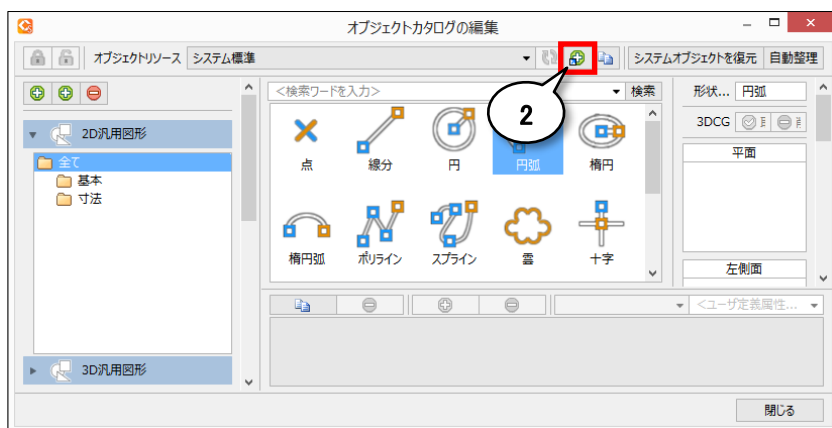 オブジェクトカタログの編集
オブジェクトリソース システム標準 システムオブジェクトを復元 自動整理
2
<検索ワードを入力> 検索
形状... 円弧
3DCG
2D汎用図形
全て
基本
寸法
3D汎用図形
点 線分 円 円弧 楕円
楕円弧 ポリライン スプライン 雲 十字
平面
左側面
<ユーザ定義属性...
閉じる